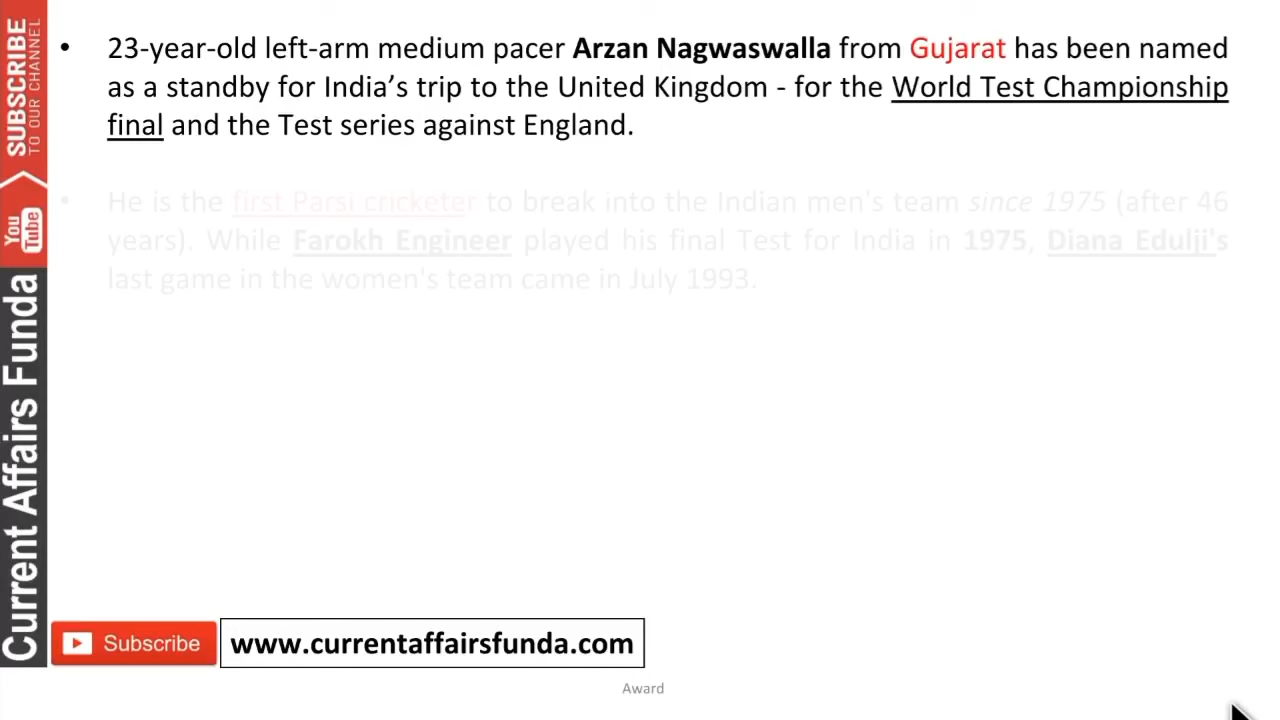 • 23-year-old left-arm medium pacer Arzan Nagwaswalla from Gujarat has been named
as a standby for India’s trip to the United Kingdom - for the World Test Championship
final and the Test series against England.
• He is the first Parsi cricketer to break into the Indian men's team since 1975 (after 46
years). While Farokh Engineer played his final Test for India in 1975, Diana Edulji's
last game in the women's team came in July 1993.
SUBSCRIBE
TO OUR CHANNEL
You
Tube
Current Affairs Funda
Subscribe
www.currentaffairsfunda.com
Award